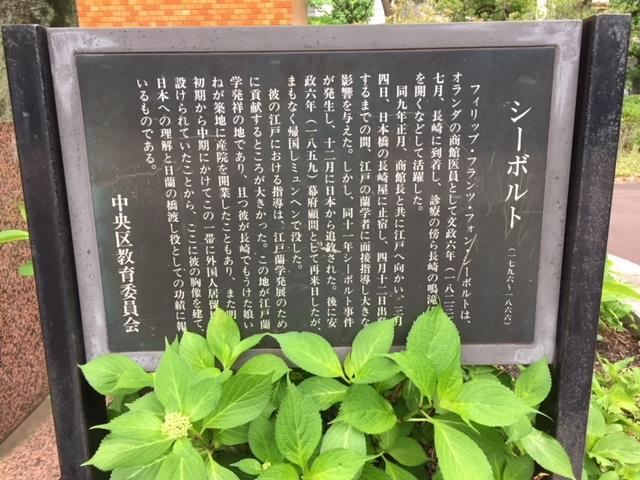 シーボルト
(一七九六〜一八六六)
フィリップ・フランツ・フォン・シーボルトは、
オランダの商館医員として文政六年(一八二三
七月、長崎に到着し、診療の傍ら長崎の鳴滝
を開くなどして活躍した。
同九年正月、商館長と共に江戸へ向かい、三月
四日、日本橋の長崎屋に止宿し、四月十二日出
するまでの間、江戸の蘭学者に面接指導し大きな
影響を与えた。しかし、同十一年シーボルト事件
が発生し、十二月に日本から追放された。後に安
政六年(一八五九)幕府顧問として再来日したが、
まもなく帰国しミュンヘンで没した。
彼の江戸における指導は、江戸蘭学発展のため
に貢献するところが大きかった。この地が江戸蘭
学発祥の地であり、且つ彼が長崎でもうけた娘い
ねが築地に産院を開業したこともあり、また明
初期から中期にかけてこの一帯に外国人居留
設けられていたことから、ここに彼の胸像を建て、
日本への理解と日蘭の橋渡し役としての功績に報
いるものである。
中央区教育委員会